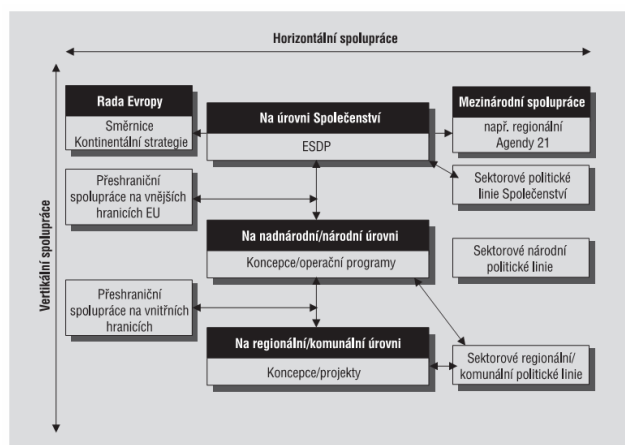 Horizontální spolupráce
Vertikální spolupráce
Rada Evropy
Směrnice
Kontinentální strategie
Na úrovni Společenství
ESDP
Mezinárodní spolupráce
např. regionální
Agendy 21
Přeshraniční
spolupráce na vnějších
hranicích EU
Sektorové politické
linie Společenství
Na nadnárodní/národní úrovni
Koncepce/operační programy
Sektorové národní
politické linie
Přeshraniční
spolupráce na vnitřních
hranicích
Na regionální/komunální úrovni
Koncepce/projekty
Sektorové regionální/
komunální politické linie